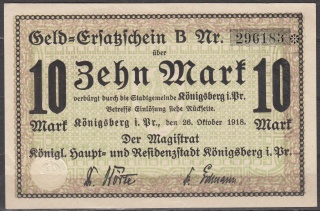 Geld-Ersatzschein B Nr. 296183
über
10 Zehn Mark 10
verbürgt durch die Stadtgemeinde Königsberg i. Pr.
Betreffs Einlösung siehe Rückseite.
Mark Königsberg i. Pr., den 26. Oktober 1918. Mark
Der Magistrat
Königl. Haupt- und Residenzstadt Königsberg i. Pr.